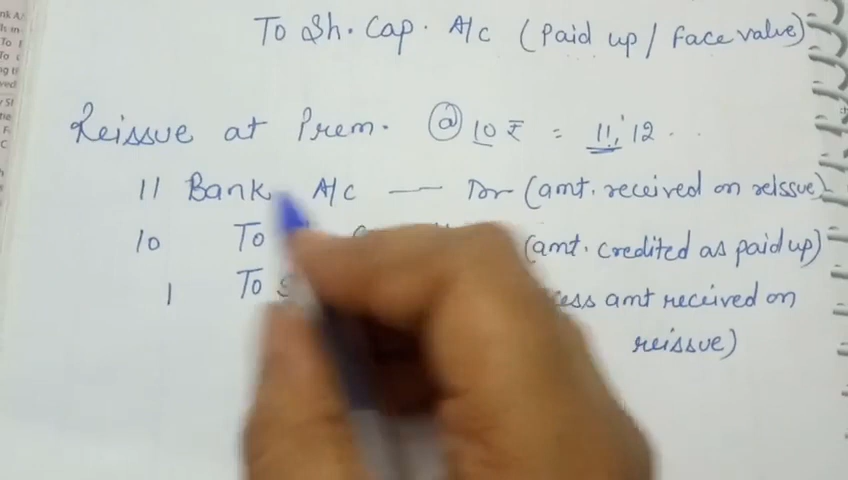 To Sh. Cap. A/c (Paid up / Face value)
Reissue at Prem. @ 10 ₹ = 11, 12 . .
11 Bank A/c — Dr (amt. received on reissue)
10 To (amt. credited as paid up)
1 To amt received on
reissue)